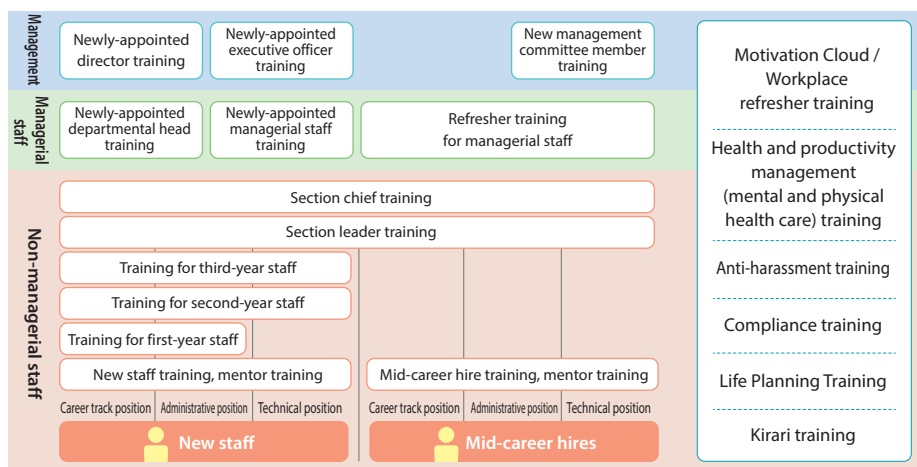 Management
Newly-appointed
director training
Newly-appointed
executive officer
training
New management
committee member
training
Managerial
staff
Newly-appointed
departmental head
training
Newly-appointed
managerial staff
training
Refresher training
for managerial staff
Non-managerial staff
Section chief training
Section leader training
Training for third-year staff
Training for second-year staff
Training for first-year staff
New staff training, mentor training
Mid-career hire training, mentor training
Career track position
Administrative position
Technical position
Career track position
Administrative position
Technical position
New staff
Mid-career hires
Motivation Cloud /
Workplace
refresher training
Health and productivity
management
(mental and physical
health care) training
Anti-harassment training
Compliance training
Life Planning Training
Kirari training